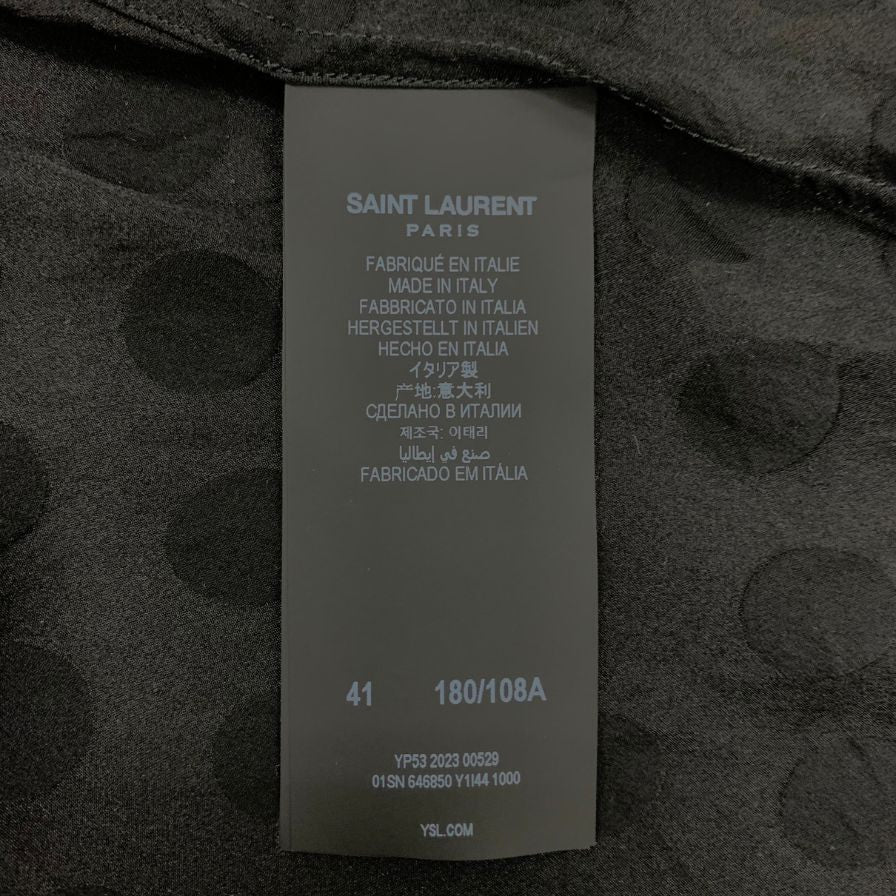 SAINT LAURENT
PARIS
FABRIQUÉ EN ITALIE
MADE IN ITALY
FABBRICATO IN ITALIA
HERGESTELLT IN ITALIEN
HECHO EN ITALIA
イタリア製
产地:意大利
СДЕЛАНО В ИТАЛИИ
제조국: 이태리
صنع في إيطاليا
FABRICADO EM ITÁLIA
41 180/108A
YP53 2023 00529
01SN 646850 Y1I44 1000
YSL.COM